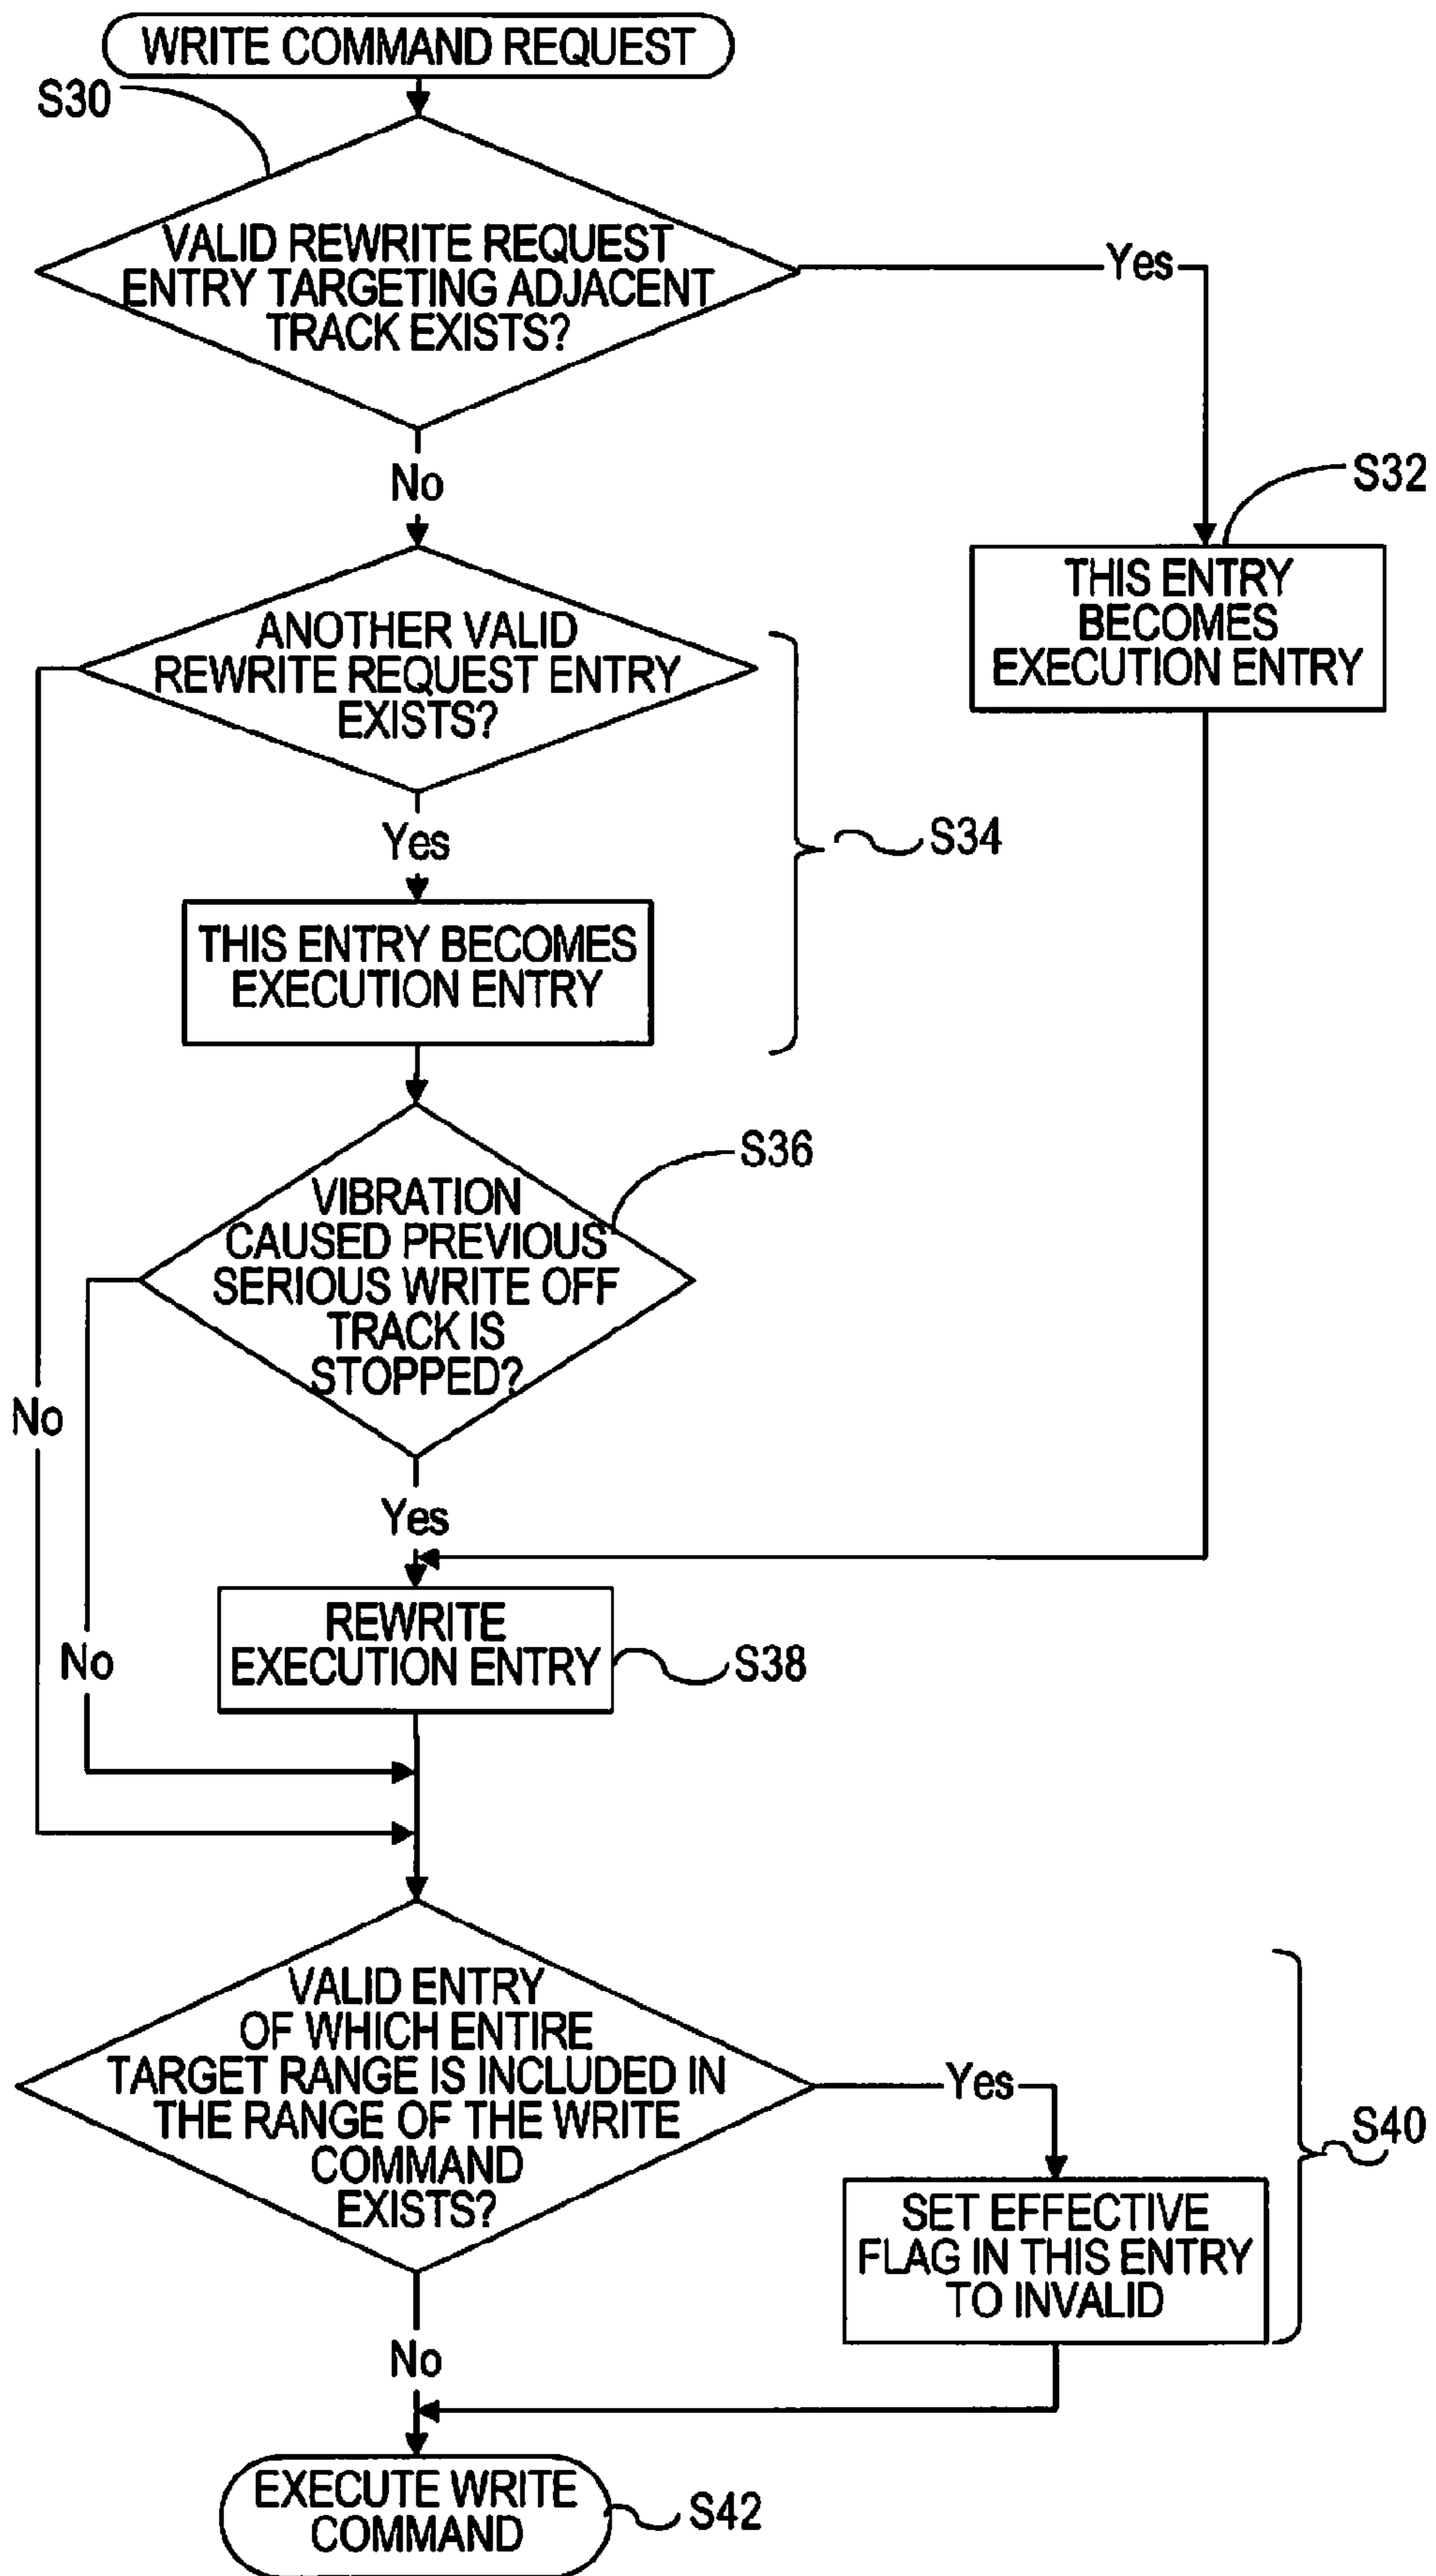 WRITE COMMAND REQUEST
S30
VALID REWRITE REQUEST
ENTRY TARGETING ADJACENT
TRACK EXISTS?
Yes
No
S32
THIS ENTRY
BECOMES
EXECUTION ENTRY
ANOTHER VALID
REWRITE REQUEST ENTRY
EXISTS?
S34
Yes
THIS ENTRY BECOMES
EXECUTION ENTRY
S36
VIBRATION
CAUSED PREVIOUS
SERIOUS WRITE OFF
TRACK IS
STOPPED?
No
Yes
REWRITE
EXECUTION ENTRY
S38
No
VALID ENTRY
OF WHICH ENTIRE
TARGET RANGE IS INCLUDED IN
THE RANGE OF THE WRITE
COMMAND
EXISTS?
Yes
S40
SET EFFECTIVE
FLAG IN THIS ENTRY
TO INVALID
No
EXECUTE WRITE
COMMAND
S42